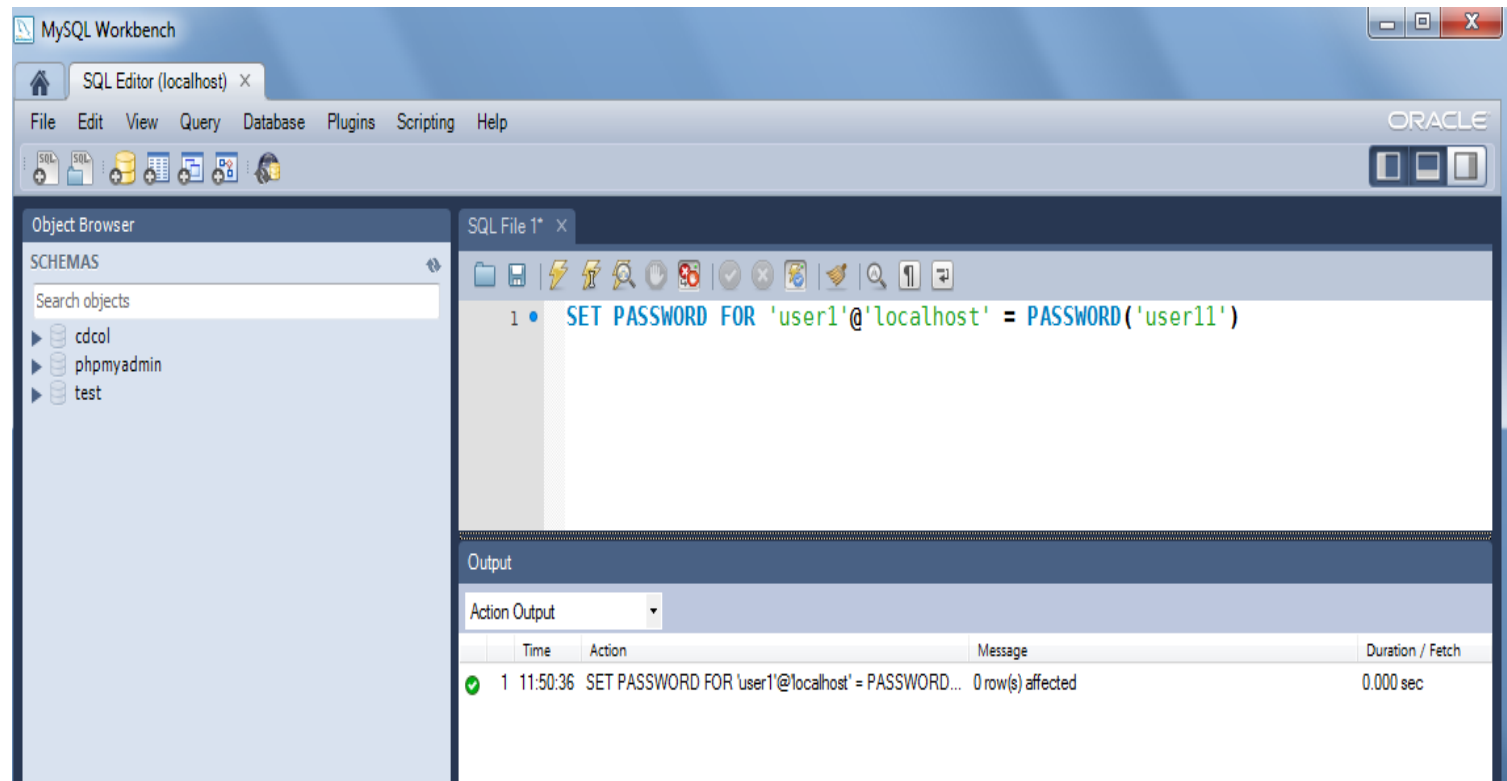 MySQL Workbench
SQL Editor (localhost)
File Edit View Query Database Plugins Scripting Help
ORACLE
SQL SQL
Object Browser
SCHEMAS
Search objects
cdcol
phpmyadmin
test
SQL File 1*
1 SET PASSWORD FOR 'user1'@'localhost' = PASSWORD('user11')
Output
Action Output
Time Action Message Duration / Fetch
1 11:50:36 SET PASSWORD FOR 'user1'@'localhost' = PASSWORD... 0 row(s) affected 0.000 sec